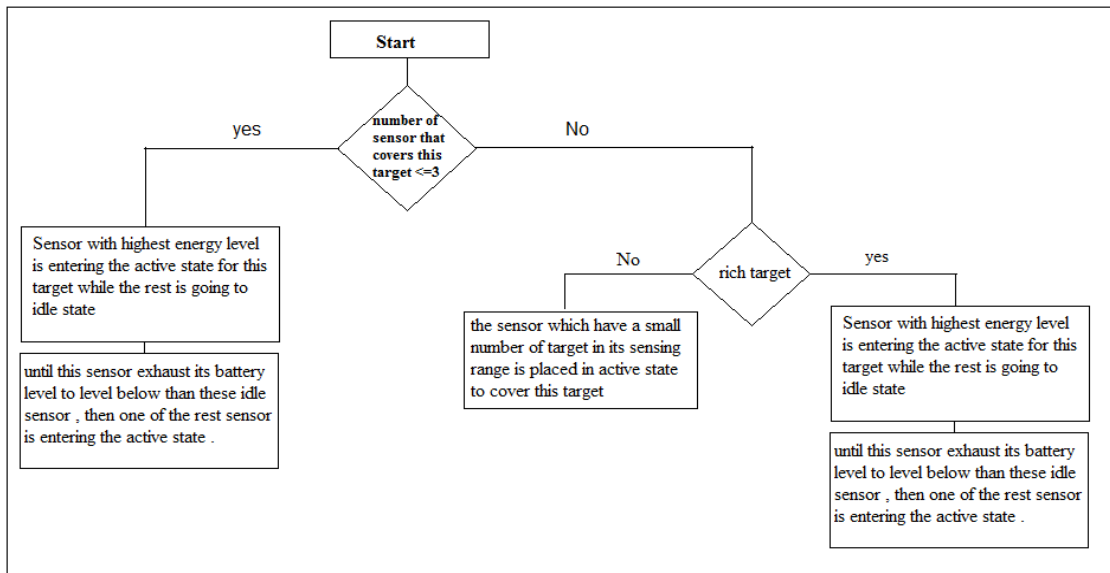 Start
number of
sensor that
covers this
target <=3
yes
No
Sensor with highest energy level
is entering the active state for this
target while the rest is going to
idle state
until this sensor exhaust its battery
level to level below than these idle
sensor , then one of the rest sensor
is entering the active state .
rich target
No
yes
the sensor which have a small
number of target in its sensing
range is placed in active state
to cover this target
Sensor with highest energy level
is entering the active state for this
target while the rest is going to
idle state
until this sensor exhaust its battery
level to level below than these idle
sensor , then one of the rest sensor
is entering the active state .